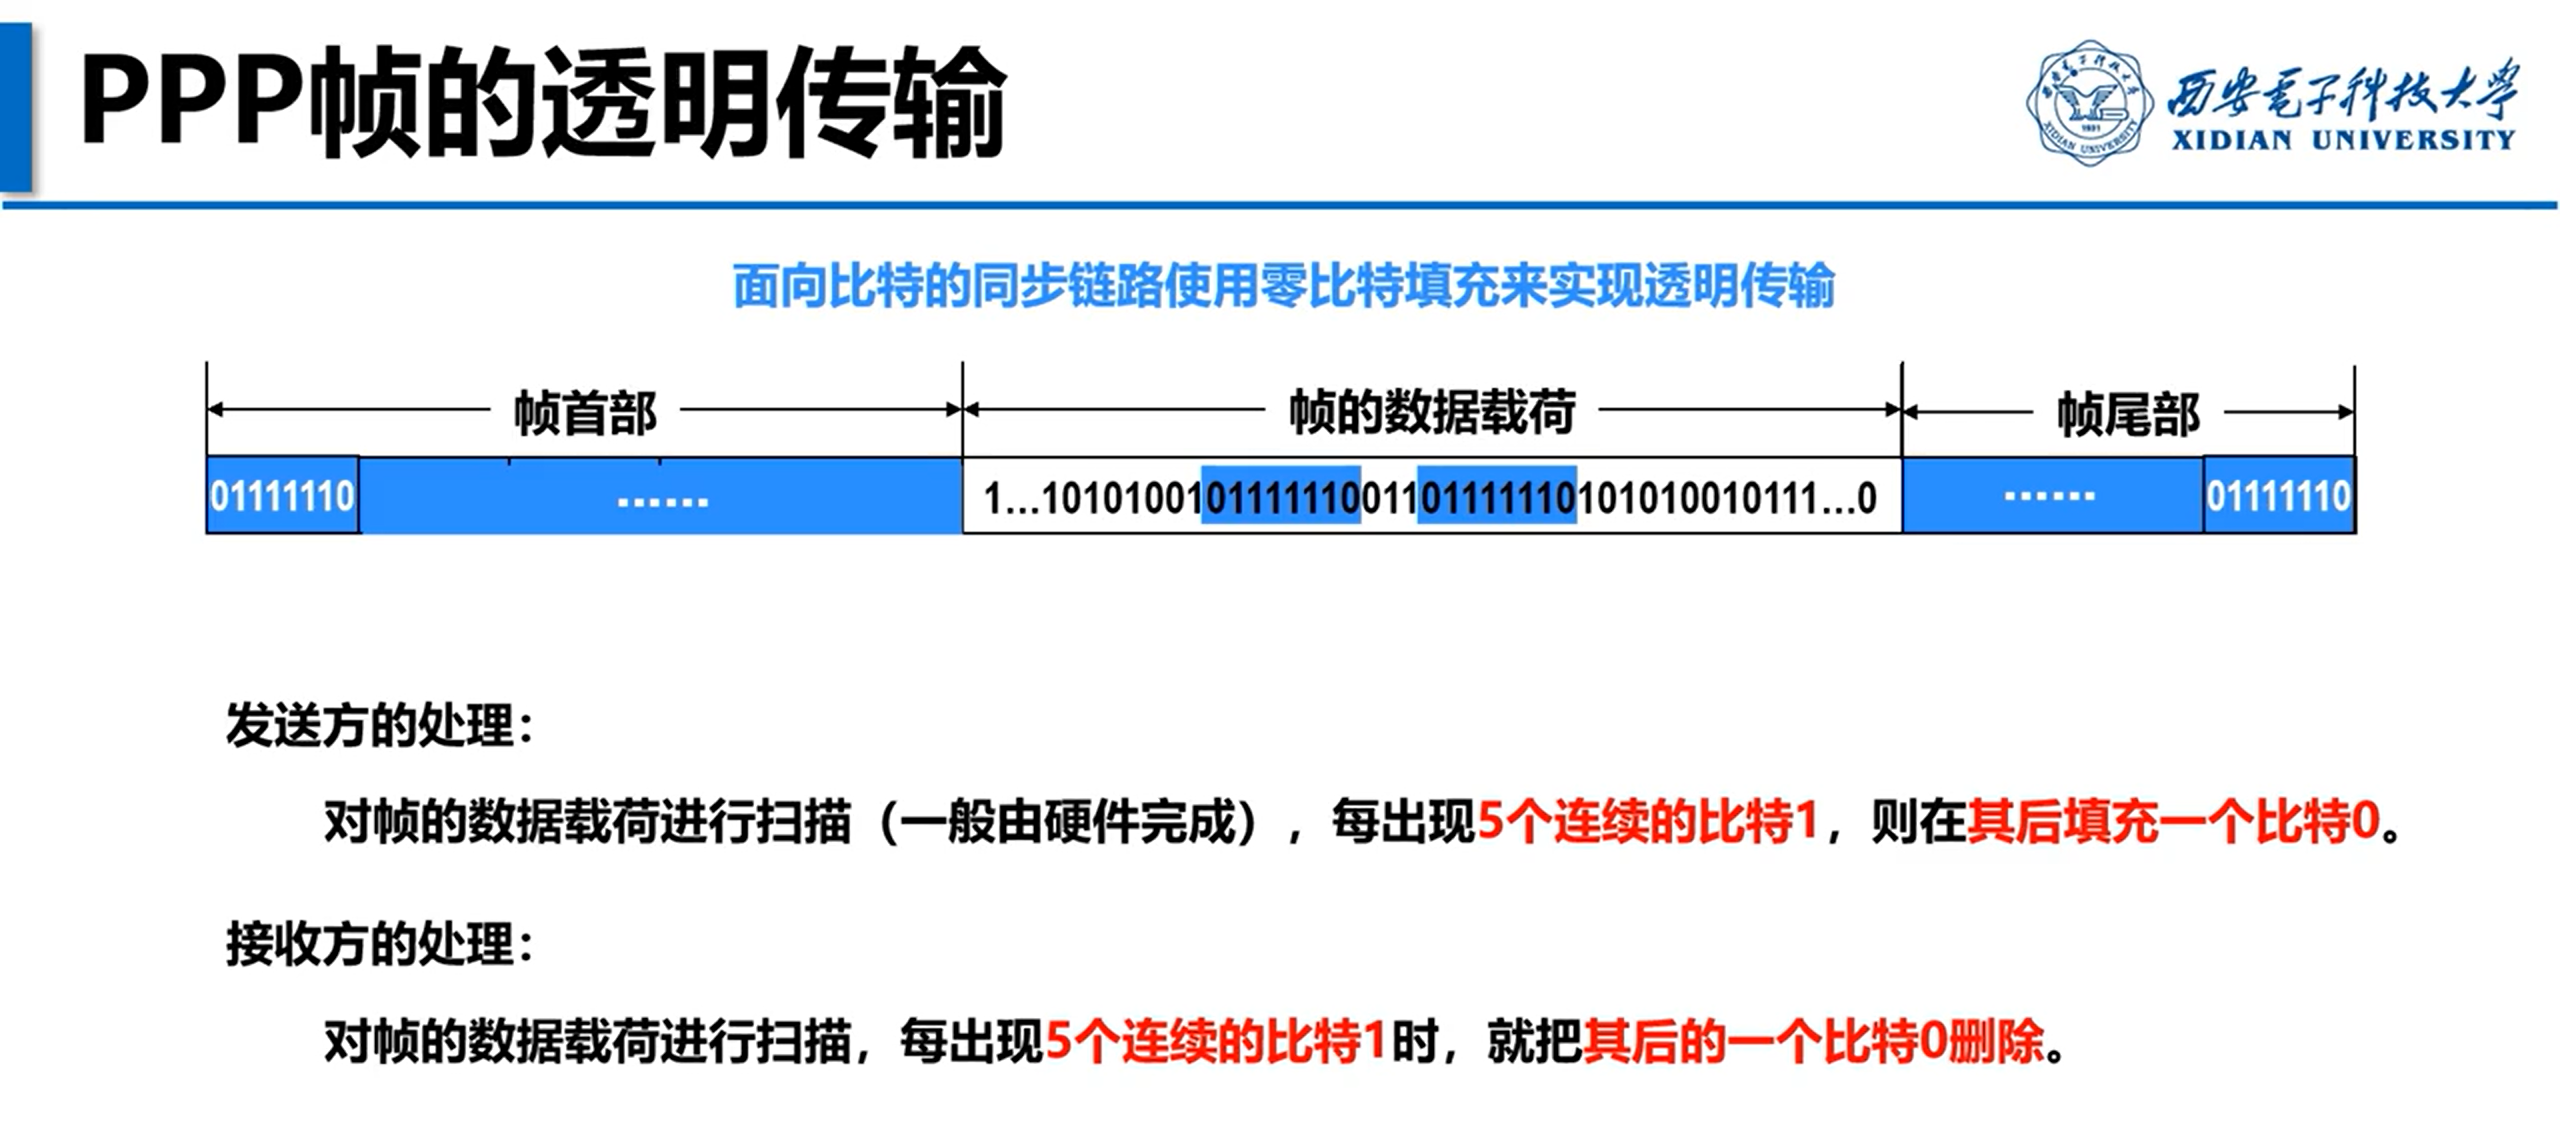 PPP帧的透明传输
西安電子科技大学
XIDIAN UNIVERSITY
1931
XIDIAN UNIVERSITY
面向比特的同步链路使用零比特填充来实现透明传输
帧首部 帧的数据载荷 帧尾部
01111110 ...... 1...10101001011111110011011111110101010010111...0 ...... 01111110
发送方的处理：
对帧的数据载荷进行扫描（一般由硬件完成），每出现5个连续的比特1，则在其后填充一个比特0。
接收方的处理：
对帧的数据载荷进行扫描，每出现5个连续的比特1时，就把其后的一个比特0删除。